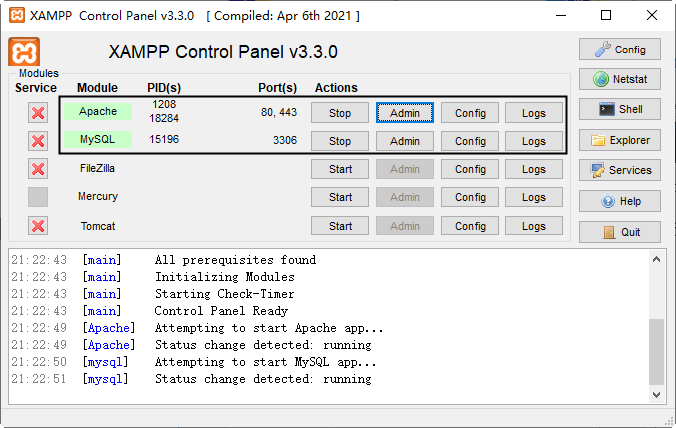 XAMPP Control Panel v3.3.0 [ Compiled: Apr 6th 2021 ]
XAMPP Control Panel v3.3.0
Config
Modules
Service Module PID(s) Port(s) Actions
Netstat
Apache 1208 18284 80, 443 Stop Admin Config Logs
Shell
MySQL 15196 3306 Stop Admin Config Logs
Explorer
FileZilla Start Admin Config Logs
Services
Mercury Start Admin Config Logs
Help
Tomcat Start Admin Config Logs
Quit
21:22:43 [main] All prerequisites found
21:22:43 [main] Initializing Modules
21:22:43 [main] Starting Check-Timer
21:22:43 [main] Control Panel Ready
21:22:49 [Apache] Attempting to start Apache app...
21:22:49 [Apache] Status change detected: running
21:22:50 [mysql] Attempting to start MySQL app...
21:22:51 [mysql] Status change detected: running